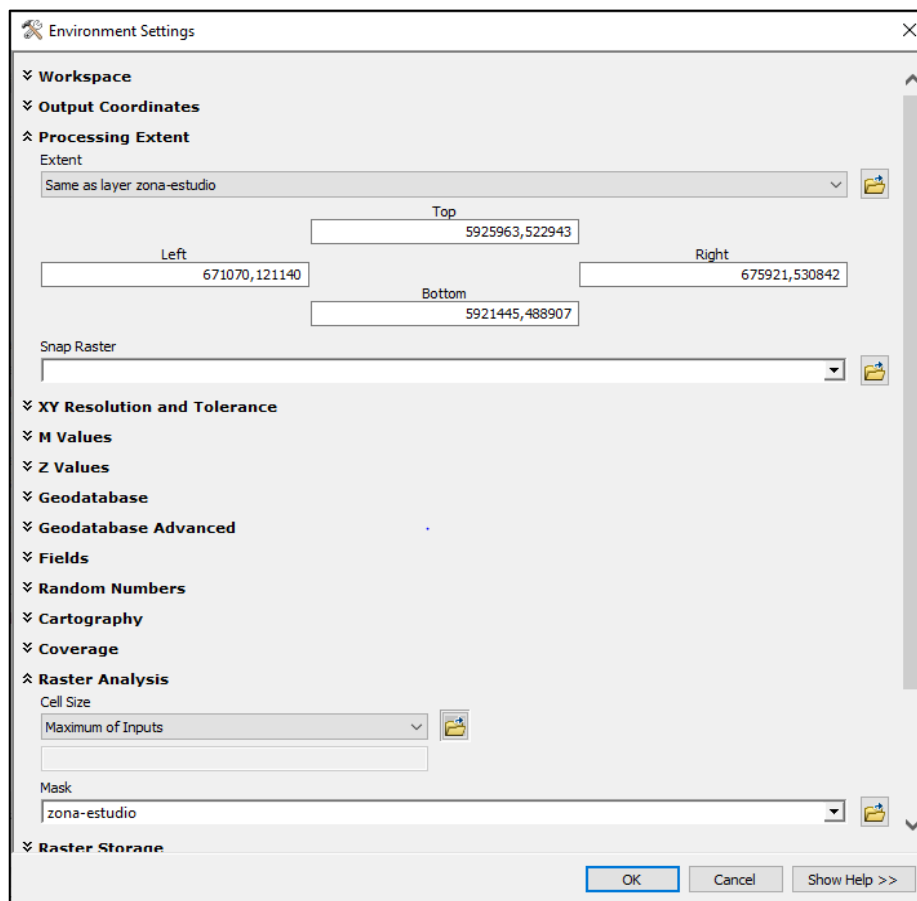 Environment Settings
Workspace
Output Coordinates
Processing Extent
Extent
Same as layer zona-estudio
Top
5925963,522943
Left
Right
671070,121140
675921,530842
Bottom
5921445,488907
Snap Raster
XY Resolution and Tolerance
M Values
Z Values
Geodatabase
Geodatabase Advanced
Fields
Random Numbers
Cartography
Coverage
Raster Analysis
Cell Size
Maximum of Inputs
Mask
zona-estudio
Raster Storage
OK
Cancel
Show Help >>